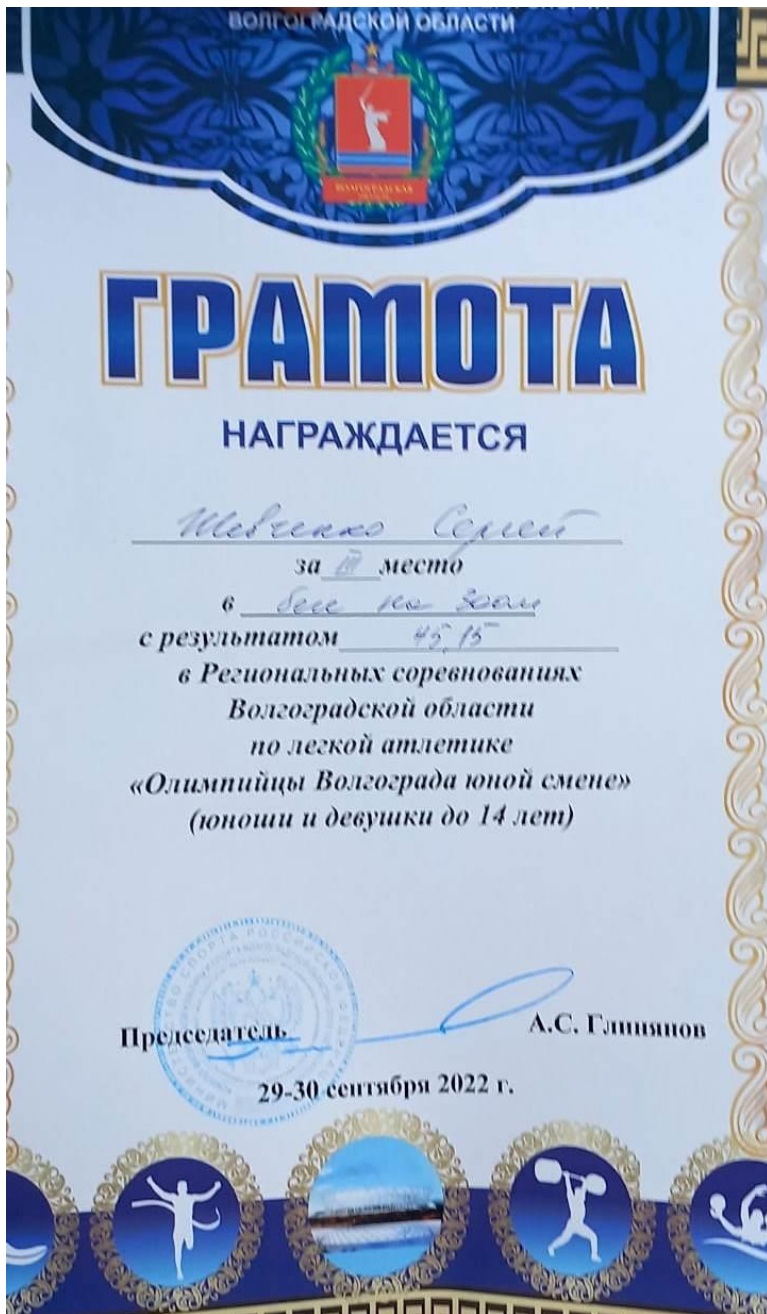 ВОЛГОГРАДСКОЙ ОБЛАСТИ
ВОЛГОГРАДСКАЯ
ГРАМОТА
НАГРАЖДАЕТСЯ
Шевченко Сергей
за III место
в беге на 300м
с результатом 45,15
в Региональных соревнованиях
Волгоградской области
по легкой атлетике
«Олимпийцы Волгограда юной смене»
(юноши и девушки до 14 лет)
Председатель А.С. Глинянов
29-30 сентября 2022 г.